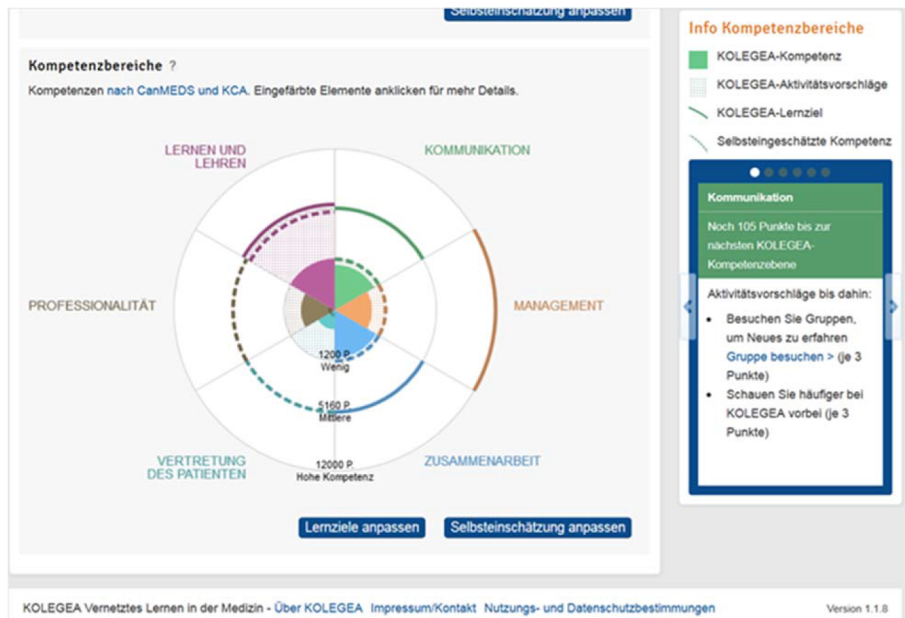 Selbsteinschätzung anpassen
Kompetenzbereiche ?
Kompetenzen nach CanMEDS und KCA. Eingefärbte Elemente anklicken für mehr Details.
LERNEN UND
LEHREN
KOMMUNIKATION
PROFESSIONALITÄT
MANAGEMENT
1200 P.
Wenig
5160 P.
Mittlere
VERTRETUNG
DES PATIENTEN
12000 P.
Hohe Kompetenz
ZUSAMMENARBEIT
Lernziele anpassen
Selbsteinschätzung anpassen
Info Kompetenzbereiche
KOLEGEA-Kompetenz
KOLEGEA-Aktivitätsvorschläge
KOLEGEA-Lernziel
Selbsteingeschätzte Kompetenz
Kommunikation
Noch 105 Punkte bis zur
nächsten KOLEGEA-
Kompetenzebene
Aktivitätsvorschläge bis dahin:
• Besuchen Sie Gruppen,
um Neues zu erfahren
Gruppe besuchen > (je 3
Punkte)
• Schauen Sie häufiger bei
KOLEGEA vorbei (je 3
Punkte)
KOLEGEA Vernetztes Lernen in der Medizin - Über KOLEGEA Impressum/Kontakt Nutzungs- und Datenschutzbestimmungen
Version 1.1.8